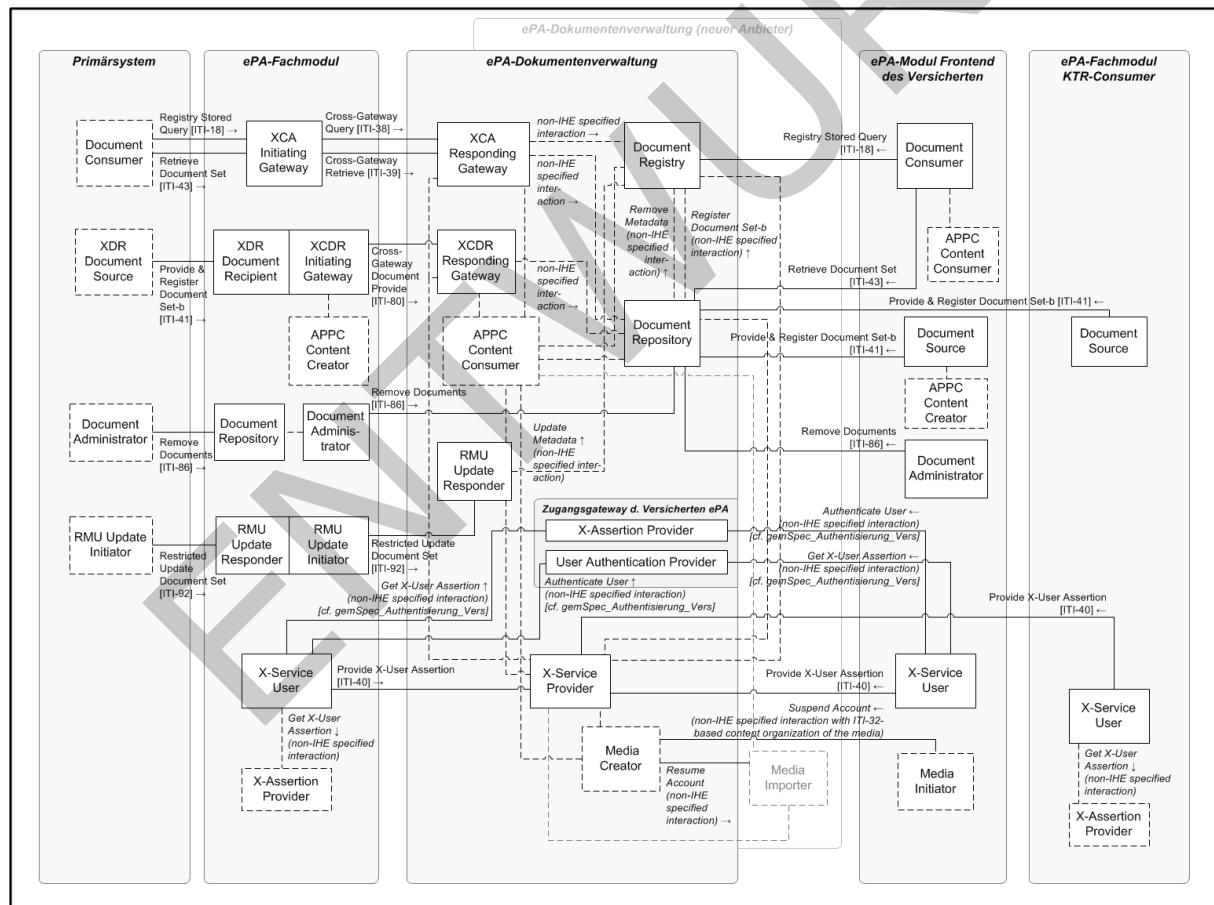 ePA-Dokumentenverwaltung (neuer Anbieter)
Primärsystem
ePA-Fachmodul
ePA-Dokumentenverwaltung
ePA-Modul Frontend
des Versicherten
ePA-Fachmodul
KTR-Consumer
Document
Consumer
Registry Stored
Query [ITI-18] →
Retrieve
Document Set
[ITI-43] →
XCA
Initiating
Gateway
Cross-Gateway
Query [ITI-38] →
Cross-Gateway
Retrieve [ITI-39] →
XCA
Responding
Gateway
non-IHE specified
interaction →
non-IHE
specified
inter-
action →
Document
Registry
Registry Stored Query
[ITI-18] ←
Document
Consumer
Remove
Metadata
(non-IHE
specified
inter-
action) ↑
Register
Document Set-b
(non-IHE specified
interaction) ↑
APPC
Content
Consumer
XDR
Document
Source
Provide &
Register
Document
Set-b
[ITI-41] →
XDR
Document
Recipient
XCDR
Initiating
Gateway
Cross-
Gateway
Document
Provide
[ITI-80] →
XCDR
Responding
Gateway
non-IHE
specified
inter-
action →
Retrieve Document Set
[ITI-43] ←
Provide & Register Document Set-b [ITI-41] ←
APPC
Content
Creator
APPC
Content
Consumer
Document
Repository
Provide & Register Document Set-b
[ITI-41] ←
Document
Source
Document
Source
APPC
Content
Creator
Document
Administrator
Remove
Documents
[ITI-86] →
Document
Repository
Document
Adminis-
trator
Remove Documents
[ITI-86] →
Update
Metadata ↑
(non-IHE
specified inter-
action)
RMU
Update
Responder
Remove Documents
[ITI-86] ←
Document
Administrator
Zugangsgateway d. Versicherten ePA
X-Assertion Provider
User Authentication Provider
Authenticate User ←
(non-IHE specified interaction)
[cf. gemSpec_Authentisierung_Vers]
Get X-User Assertion ←
(non-IHE specified interaction)
[cf. gemSpec_Authentisierung_Vers]
RMU Update
Initiator
Restricted
Update
Document Set
[ITI-92] →
RMU
Update
Responder
RMU
Update
Initiator
Restricted Update
Document Set
[ITI-92] →
Get X-User Assertion ↑
(non-IHE specified interaction)
[cf. gemSpec_Authentisierung_Vers]
Authenticate User ↑
(non-IHE specified interaction)
[cf. gemSpec_Authentisierung_Vers]
Provide X-User Assertion
[ITI-40] ←
X-Service
User
Provide X-User Assertion
[ITI-40] →
X-Service
Provider
Provide X-User Assertion
[ITI-40] ←
X-Service
User
X-Service
User
Get X-User
Assertion ↓
(non-IHE specified
interaction)
X-Assertion
Provider
Suspend Account ←
(non-IHE specified interaction with ITI-32-
based content organization of the media)
Media
Creator
Resume
Account
(non-IHE
specified
interaction) →
Media
Importer
Media
Initiator
Get X-User
Assertion ↓
(non-IHE specified
interaction)
X-Assertion
Provider
ENTWUR